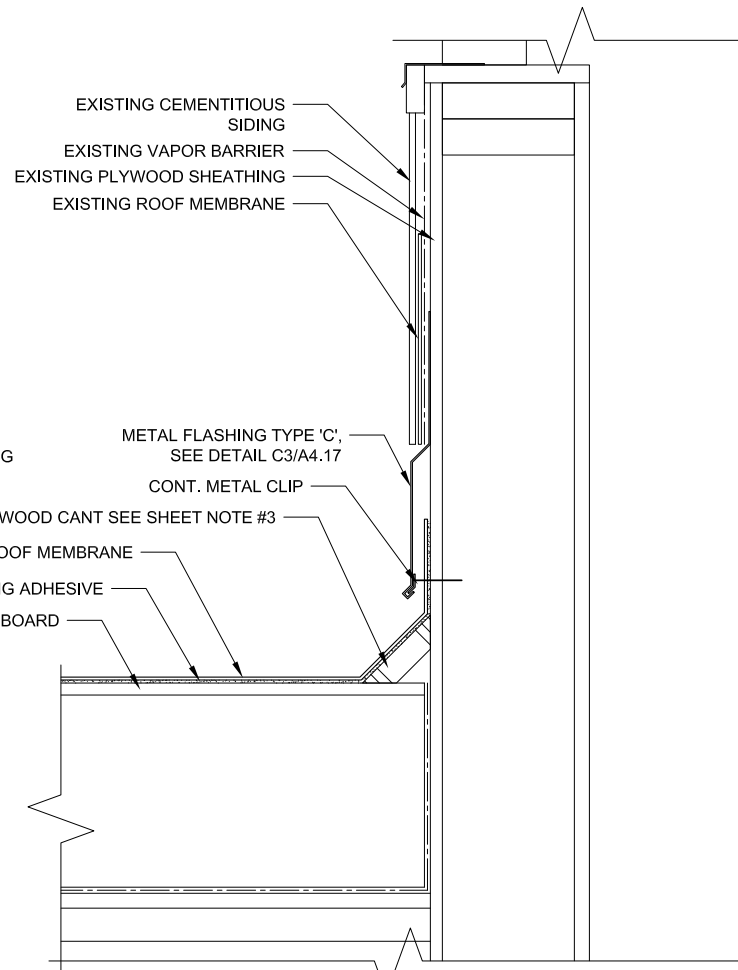 EXISTING CEMENTITIOUS
SIDING
EXISTING VAPOR BARRIER
EXISTING PLYWOOD SHEATHING
EXISTING ROOF MEMBRANE
METAL FLASHING TYPE 'C',
SEE DETAIL C3/A4.17
G
CONT. METAL CLIP
WOOD CANT SEE SHEET NOTE #3
OOF MEMBRANE
G ADHESIVE
BOARD